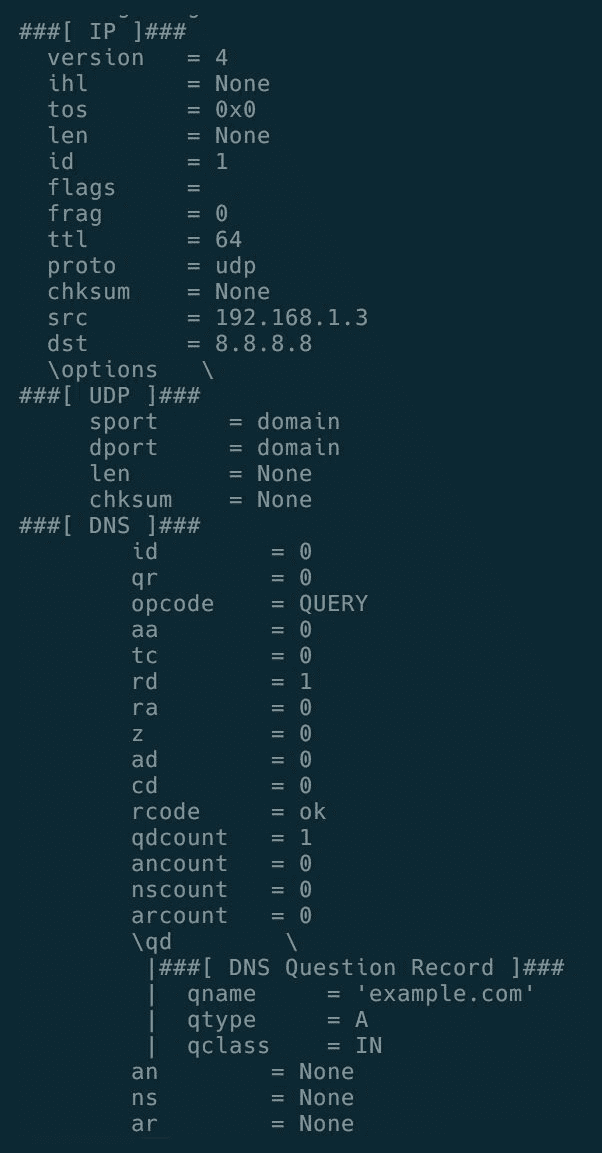 ###[ IP ]###
  version   = 4
  ihl       = None
  tos       = 0x0
  len       = None
  id        = 1
  flags     =
  frag      = 0
  ttl       = 64
  proto     = udp
  chksum    = None
  src       = 192.168.1.3
  dst       = 8.8.8.8
  \options   \
###[ UDP ]###
     sport     = domain
     dport     = domain
     len       = None
     chksum    = None
###[ DNS ]###
        id        = 0
        qr        = 0
        opcode    = QUERY
        aa        = 0
        tc        = 0
        rd        = 1
        ra        = 0
        z         = 0
        ad        = 0
        cd        = 0
        rcode     = ok
        qdcount   = 1
        ancount   = 0
        nscount   = 0
        arcount   = 0
        \qd        \
         |###[ DNS Question Record ]###
         |  qname     = 'example.com'
         |  qtype     = A
         |  qclass    = IN
        an        = None
        ns        = None
        ar        = None